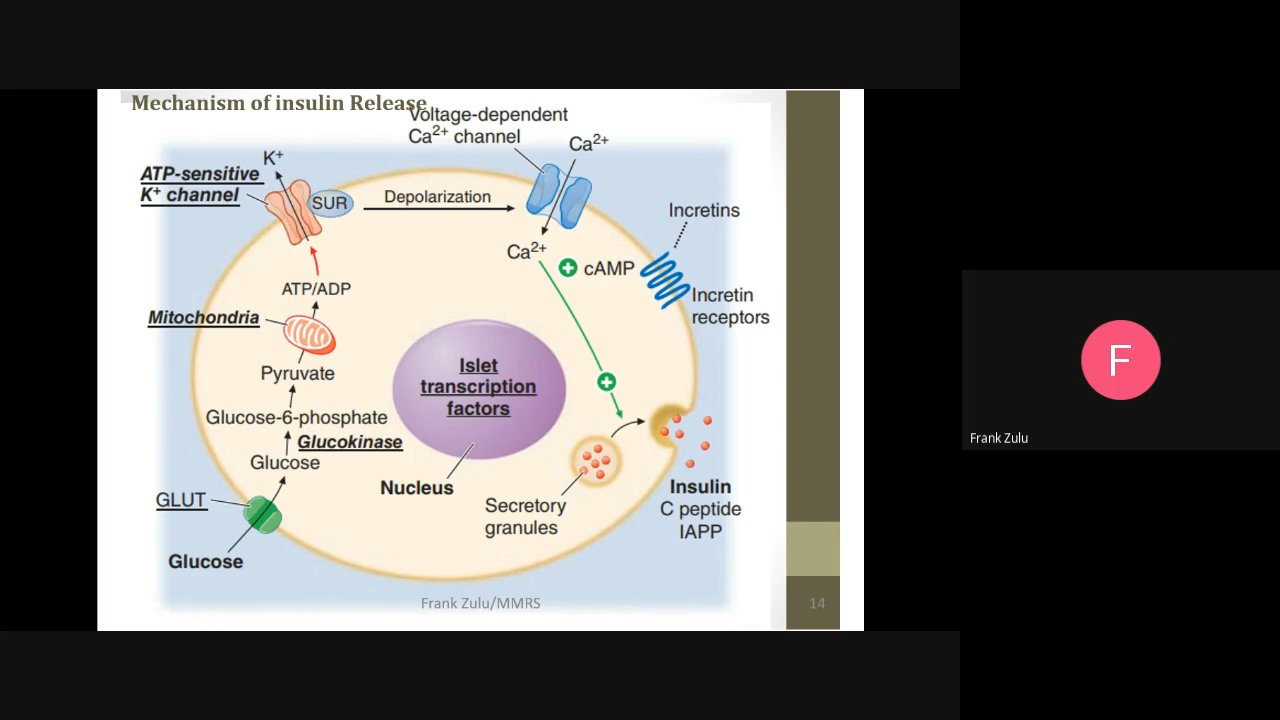 Mechanism of insulin Release
Voltage-dependent
Ca²⁺ channel
Ca²⁺
K⁺
ATP-sensitive
K⁺ channel
SUR
Depolarization
Incretins
Ca²⁺
cAMP
ATP/ADP
Incretin
receptors
Mitochondria
Islet
transcription
factors
Pyruvate
Glucose-6-phosphate
Glucokinase
Glucose
Nucleus
GLUT
Secretory
granules
Insulin
C peptide
IAPP
Glucose
Frank Zulu/MMRS
14
F
Frank Zulu